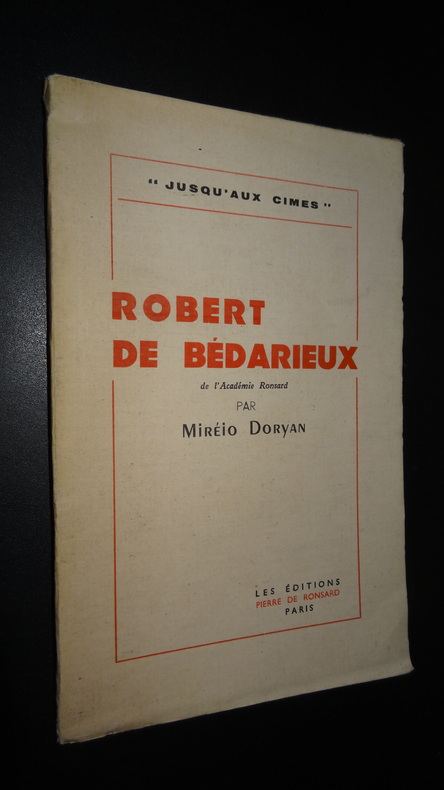 " JUSQU'AUX CIMES "
ROBERT
DE BÉDARIEUX
de l'Académie Ronsard
PAR
MIRÉIO DORYAN
LES ÉDITIONS
PIERRE DE RONSARD
PARIS